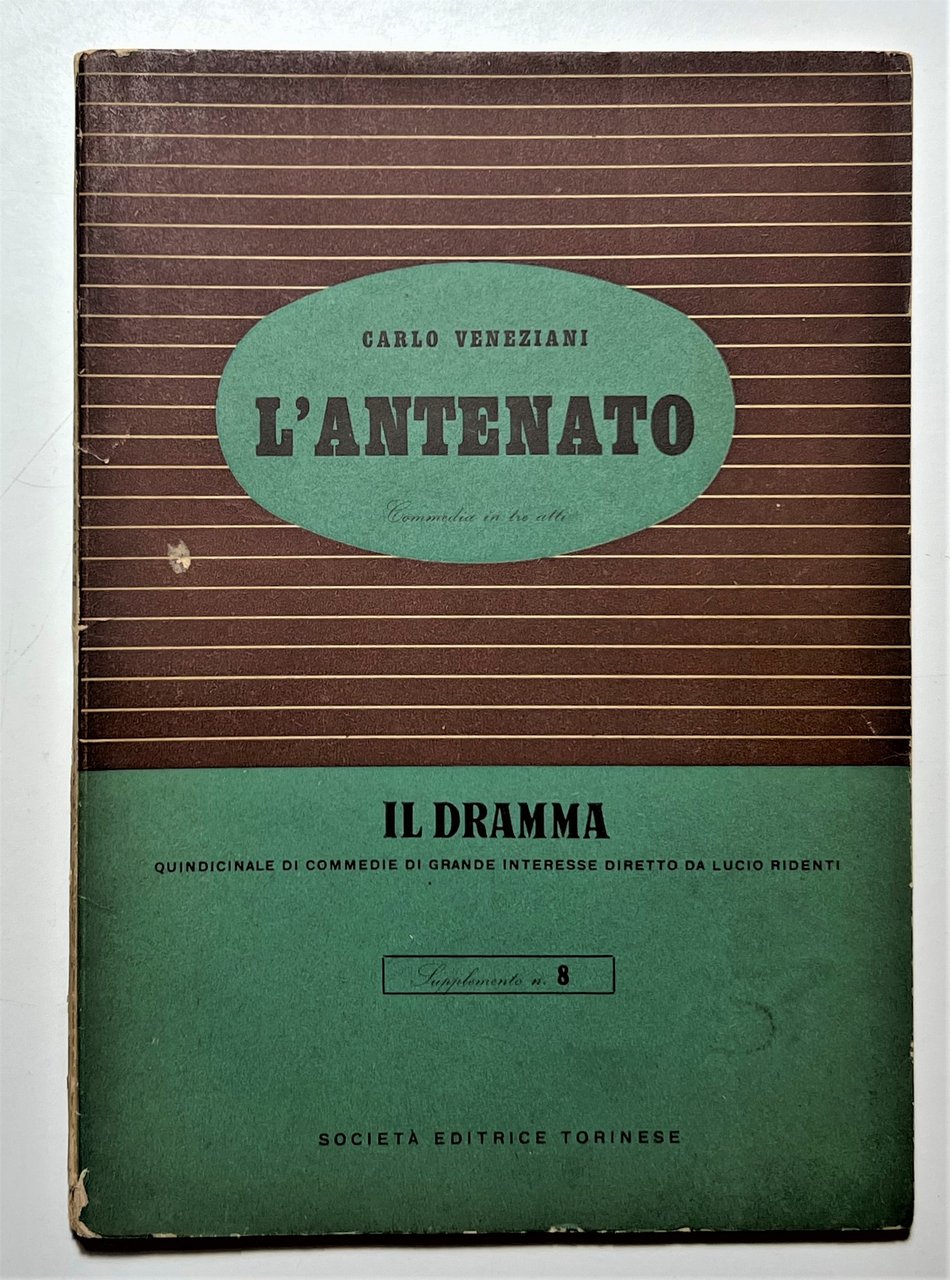 CARLO VENEZIANI
L'ANTENATO
Commedia in tre atti
IL DRAMMA
QUINDICINALE DI COMMEDIE DI GRANDE INTERESSE DIRETTO DA LUCIO RIDENTI
Supplemento n. 8
SOCIETÀ EDITRICE TORINESE